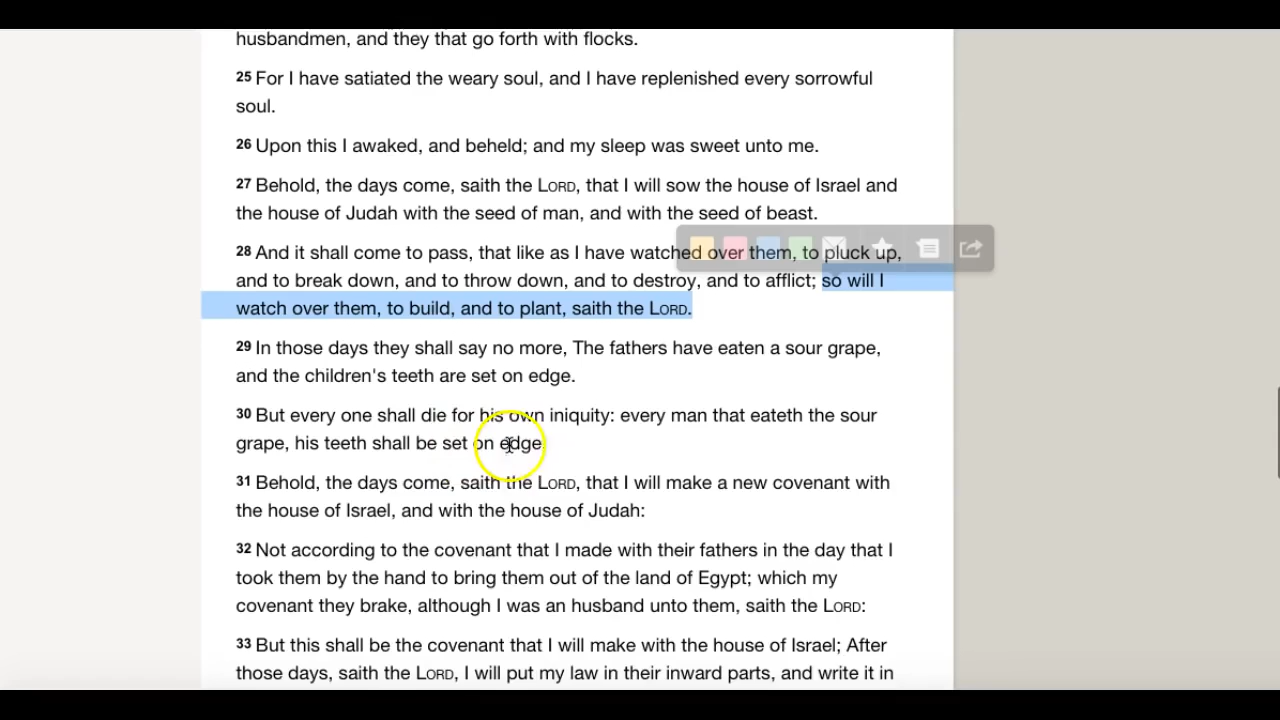 husbandmen, and they that go forth with flocks.
25 For I have satiated the weary soul, and I have replenished every sorrowful
soul.
26 Upon this I awaked, and beheld; and my sleep was sweet unto me.
27 Behold, the days come, saith the LORD, that I will sow the house of Israel and
the house of Judah with the seed of man, and with the seed of beast.
28 And it shall come to pass, that like as I have watched over them, to pluck up,
and to break down, and to throw down, and to destroy, and to afflict; so will I
watch over them, to build, and to plant, saith the LORD.
29 In those days they shall say no more, The fathers have eaten a sour grape,
and the children's teeth are set on edge.
30 But every one shall die for his own iniquity: every man that eateth the sour
grape, his teeth shall be set on edge.
31 Behold, the days come, saith the LORD, that I will make a new covenant with
the house of Israel, and with the house of Judah:
32 Not according to the covenant that I made with their fathers in the day that I
took them by the hand to bring them out of the land of Egypt; which my
covenant they brake, although I was an husband unto them, saith the LORD:
33 But this shall be the covenant that I will make with the house of Israel; After
those days, saith the LORD, I will put my law in their inward parts, and write it in